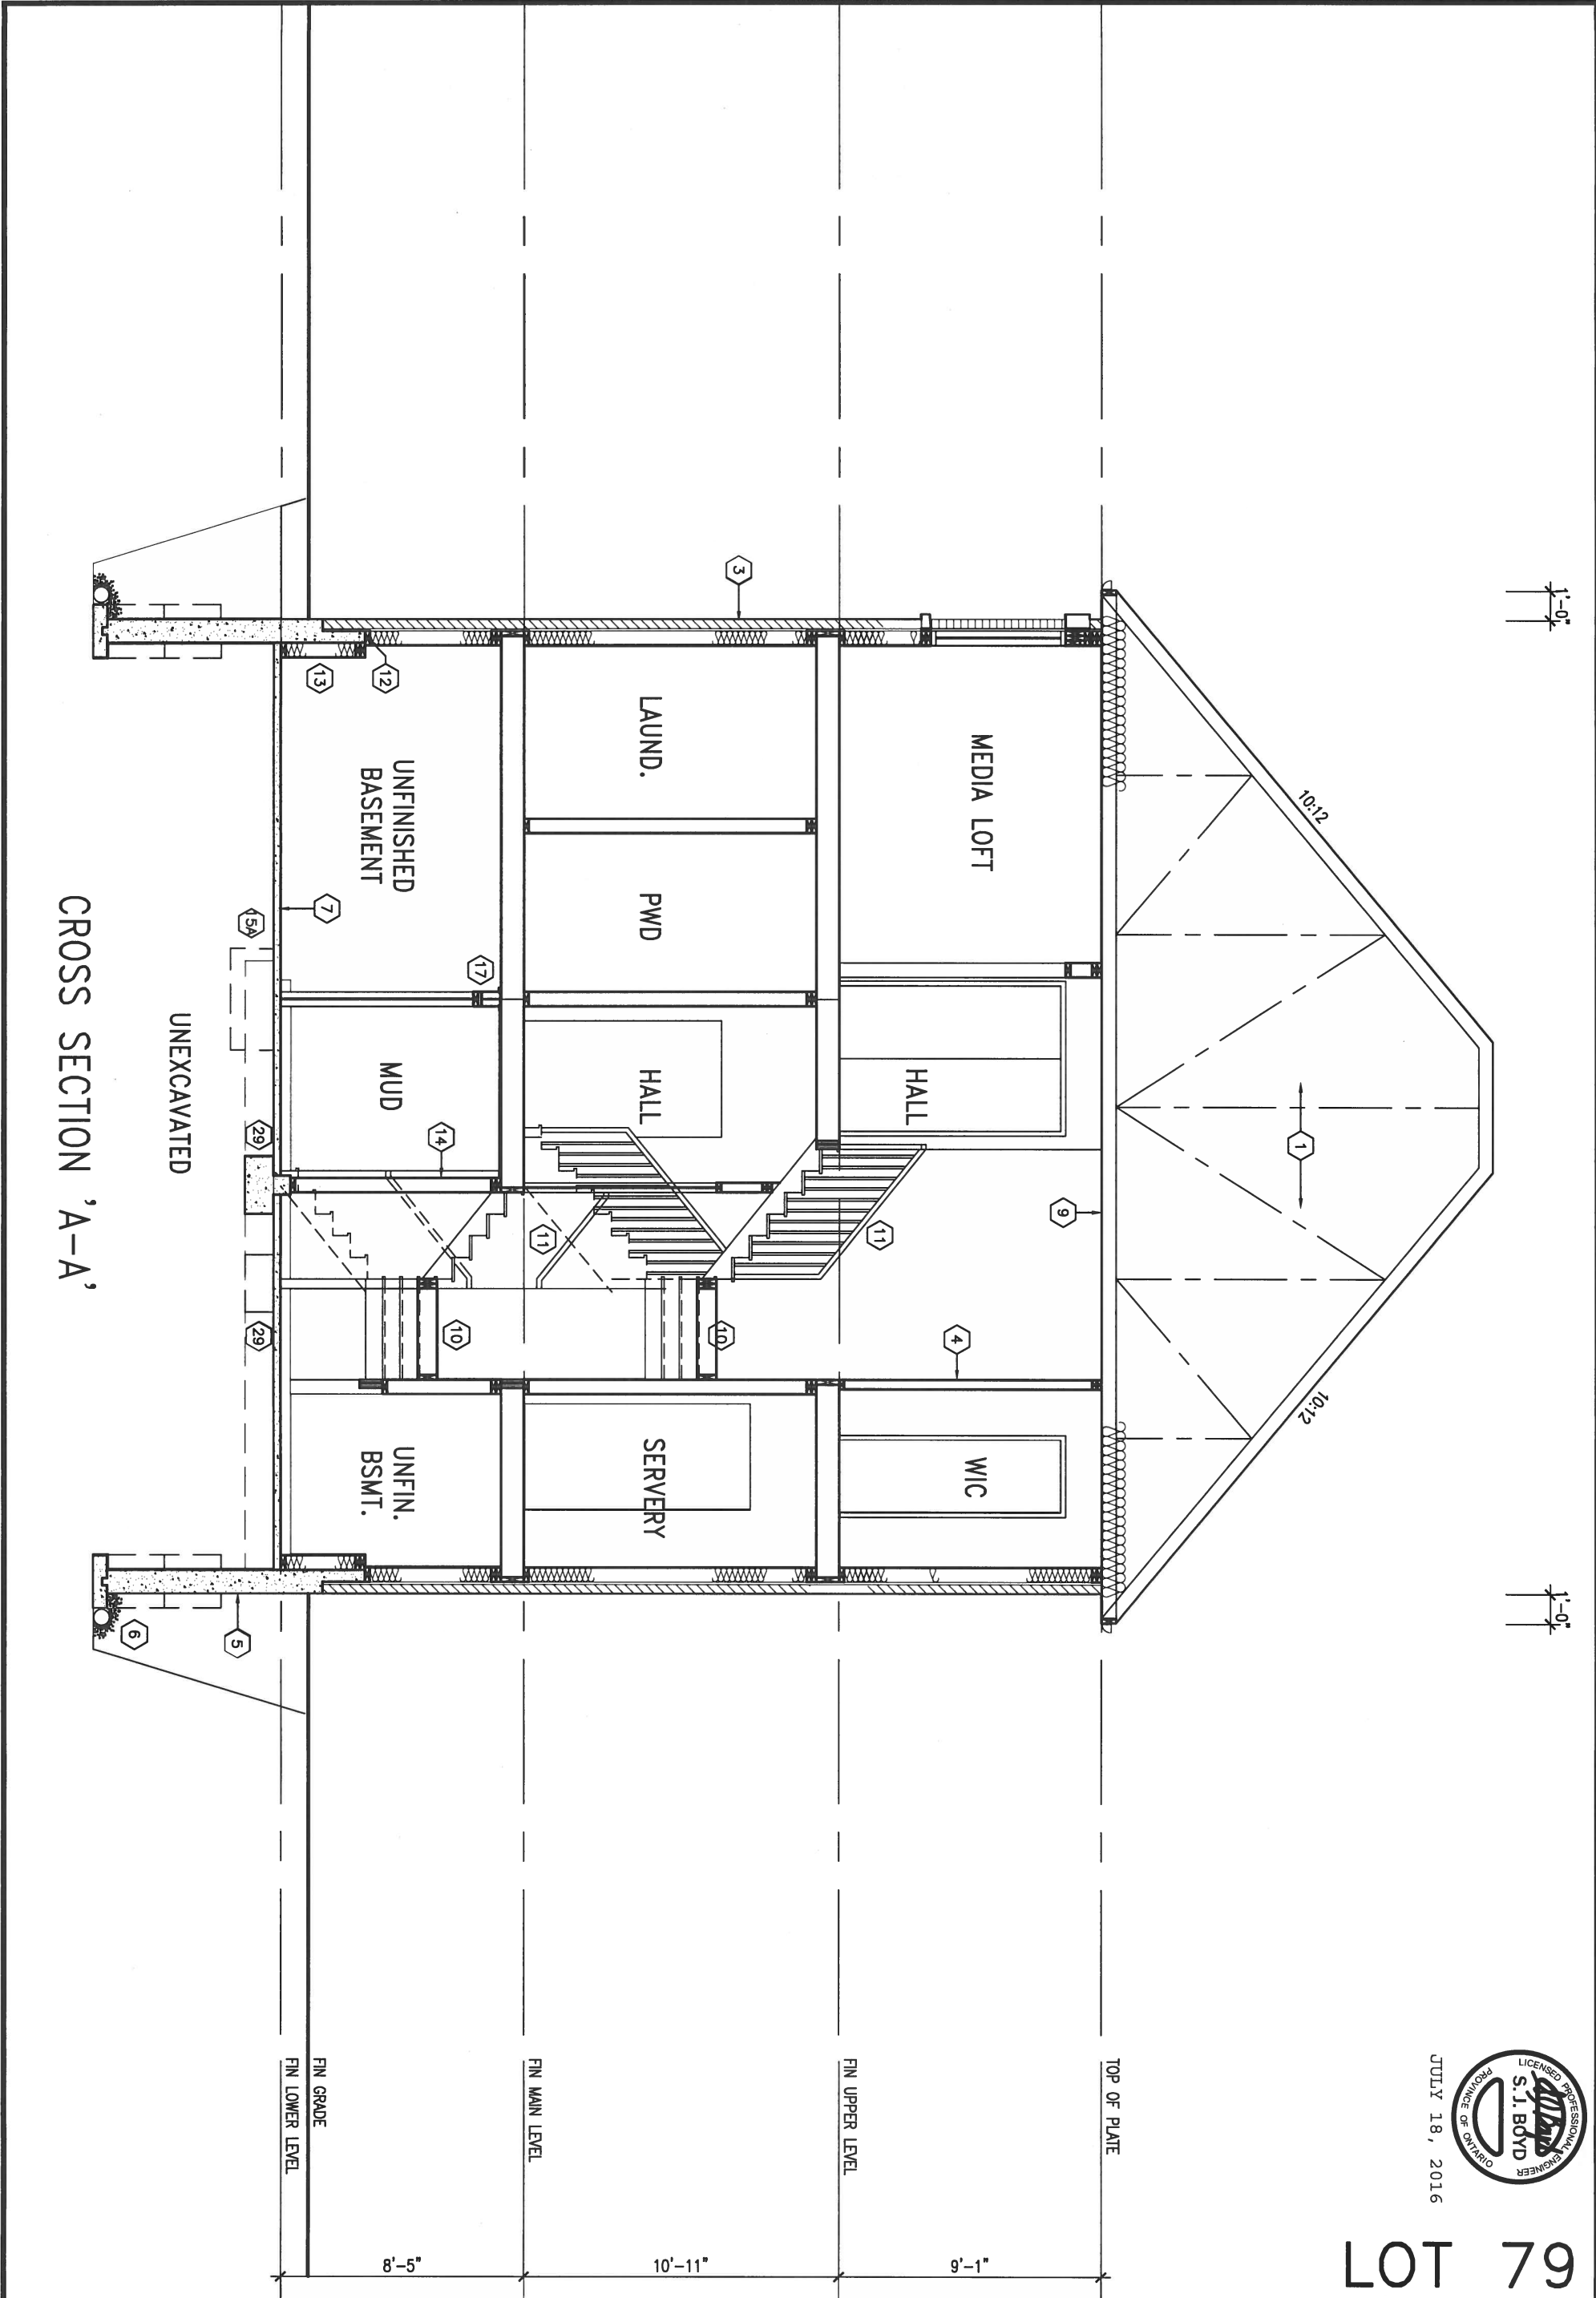 LOT 79
LICENSED PROFESSIONAL ENGINEER
S. J. BOYD
PROVINCE OF ONTARIO
JULY 18, 2016
1'-0"
1'-0"
10:12
10:12
1
9
TOP OF PLATE
9'-1"
MEDIA LOFT
HALL
WIC
4
11
FIN UPPER LEVEL
3
10'-11"
LAUND.
PWD
HALL
SERVERY
10
11
FIN MAIN LEVEL
17
8'-5"
UNFINISHED
BASEMENT
MUD
UNFIN.
BSMT.
14
10
12
13
7
FIN GRADE
FIN LOWER LEVEL
15A
29
29
5
6
UNEXCAVATED
CROSS SECTION 'A-A'